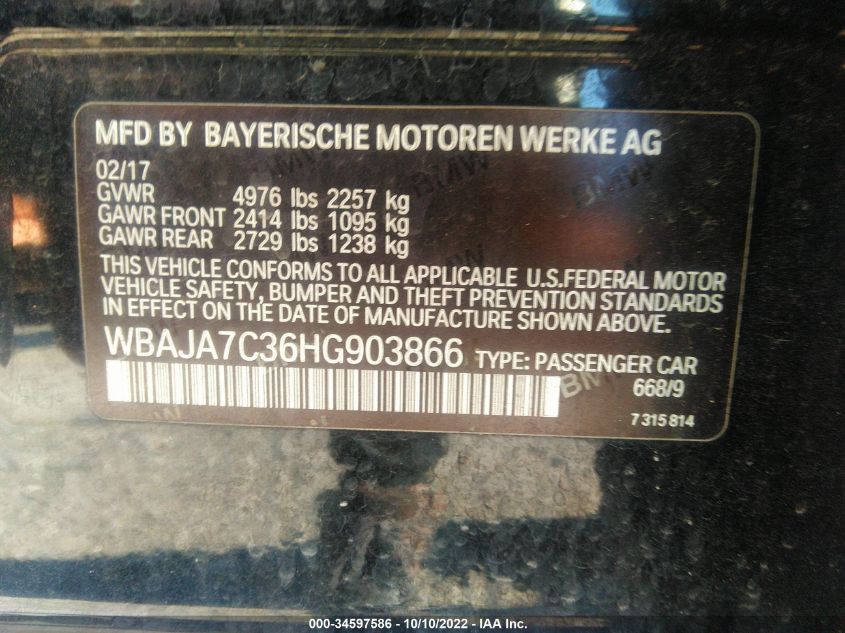 MFD BY BAYERISCHE MOTOREN WERKE AG
02/17
GVWR 4976 lbs 2257 kg
GAWR FRONT 2414 lbs 1095 kg
GAWR REAR 2729 lbs 1238 kg
THIS VEHICLE CONFORMS TO ALL APPLICABLE U.S.FEDERAL MOTOR
VEHICLE SAFETY, BUMPER AND THEFT PREVENTION STANDARDS
IN EFFECT ON THE DATE OF MANUFACTURE SHOWN ABOVE.
WBAJA7C36HG903866 TYPE: PASSENGER CAR
668/9
7 315 814
000-34597586 - 10/10/2022 - IAA Inc.